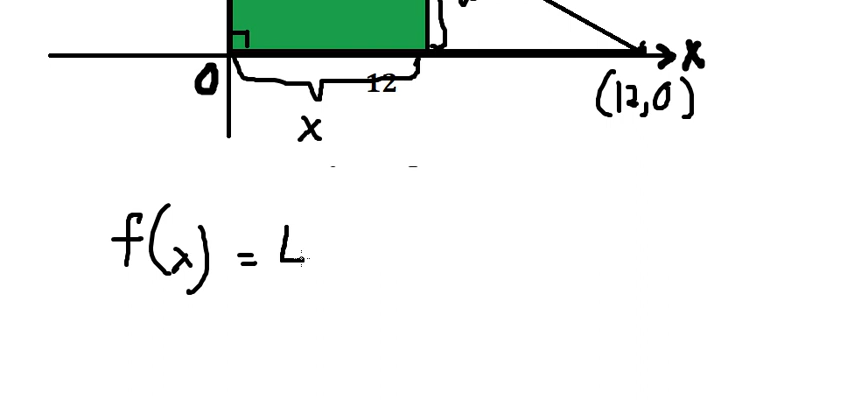 x
0
12
(12,0)
x
f(x) = L